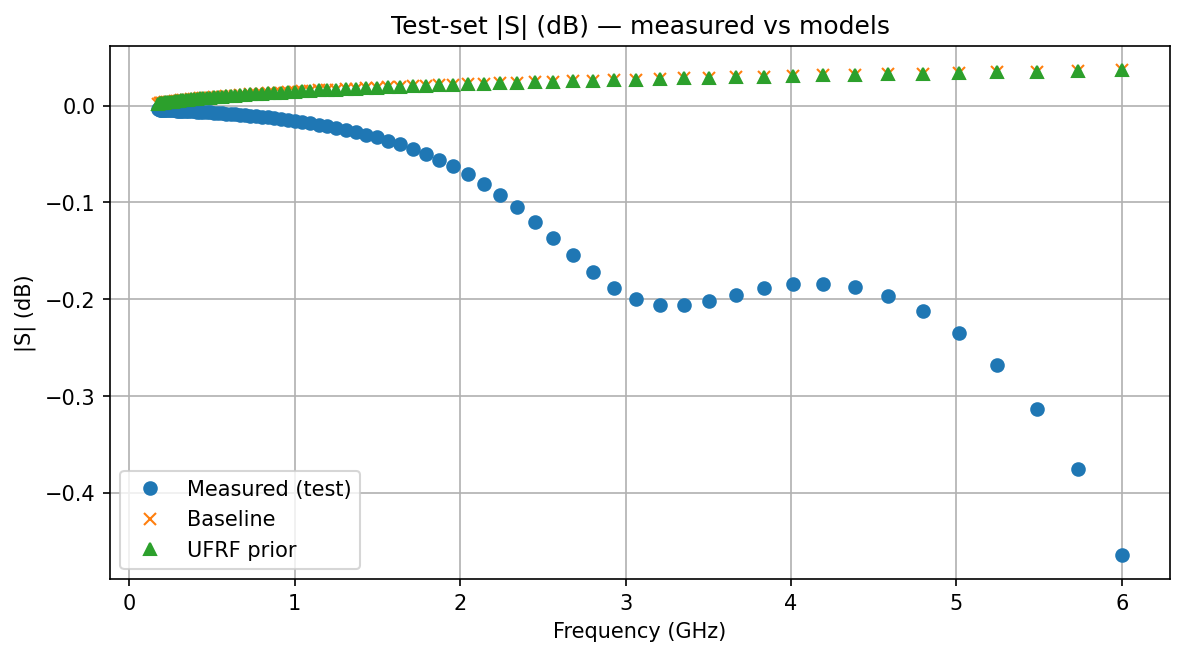 Test-set |S| (dB) — measured vs models
|S| (dB)
0.0
−0.1
−0.2
−0.3
−0.4
Measured (test)
Baseline
UFRF prior
0 1 2 3 4 5 6
Frequency (GHz)